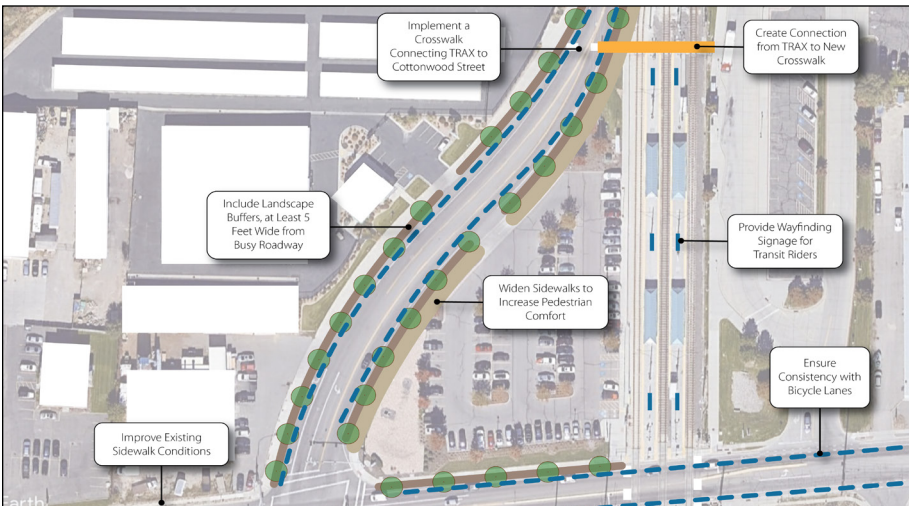 Implement a
Crosswalk
Connecting TRAX to
Cottonwood Street
Create Connection
from TRAX to New
Crosswalk
Include Landscape
Buffers, at Least 5
Feet Wide from
Busy Roadway
Provide Wayfinding
Signage for
Transit Riders
Widen Sidewalks to
Increase Pedestrian
Comfort
Ensure
Consistency with
Bicycle Lanes
Improve Existing
Sidewalk Conditions
Earth